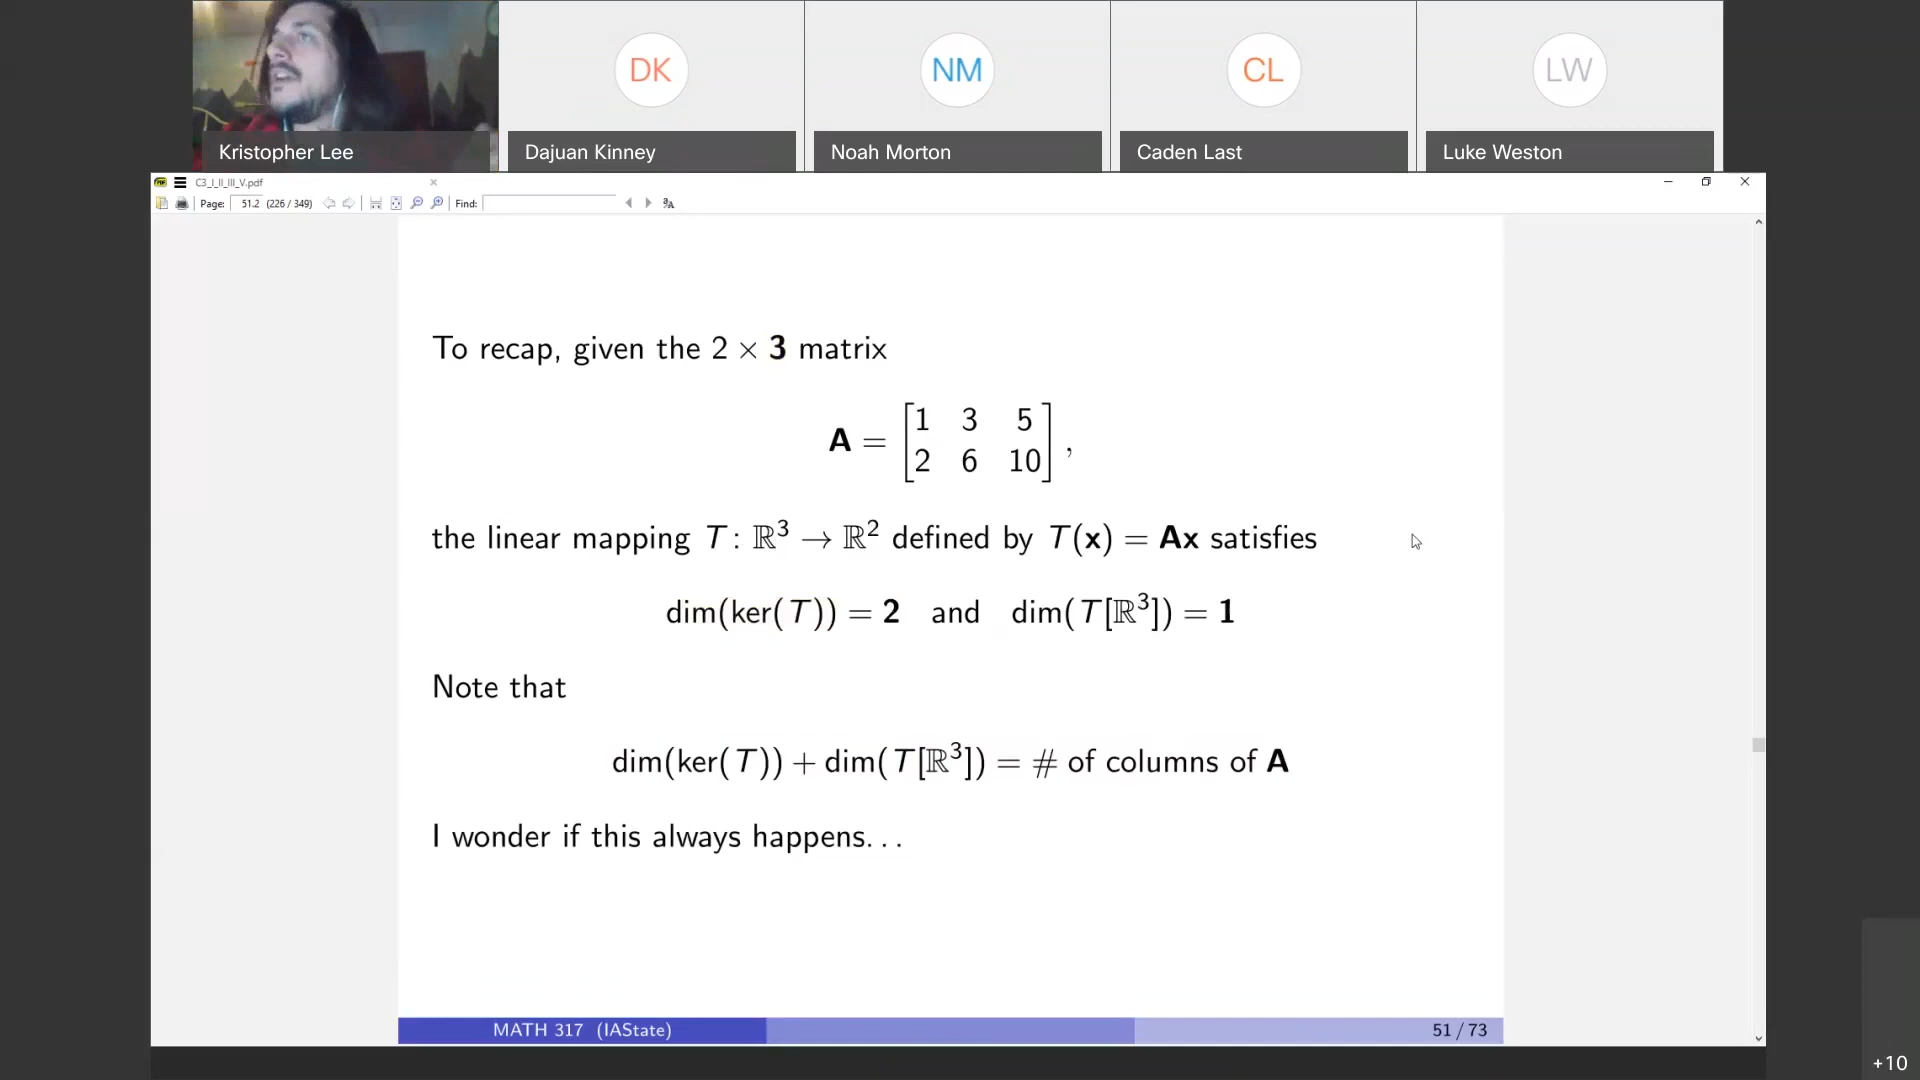 DK
NM
CL
LW
Kristopher Lee
Dajuan Kinney
Noah Morton
Caden Last
Luke Weston
C3_I_II_III_V.pdf
Page: 51.2 (226 / 349) Find:
To recap, given the 2 × 3 matrix
A = [1 3 5
2 6 10],
the linear mapping T: ℝ³ → ℝ² defined by T(x) = Ax satisfies
dim(ker(T)) = 2 and dim(T[ℝ³]) = 1
Note that
dim(ker(T)) + dim(T[ℝ³]) = # of columns of A
I wonder if this always happens...
MATH 317 (IAState) 51 / 73
+10